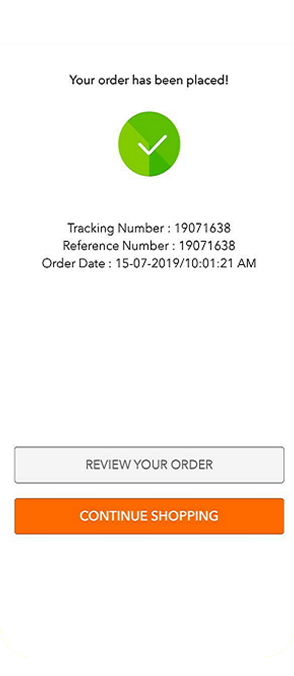 Your order has been placed!
Tracking Number : 19071638
Reference Number : 19071638
Order Date : 15-07-2019/10:01:21 AM
REVIEW YOUR ORDER
CONTINUE SHOPPING